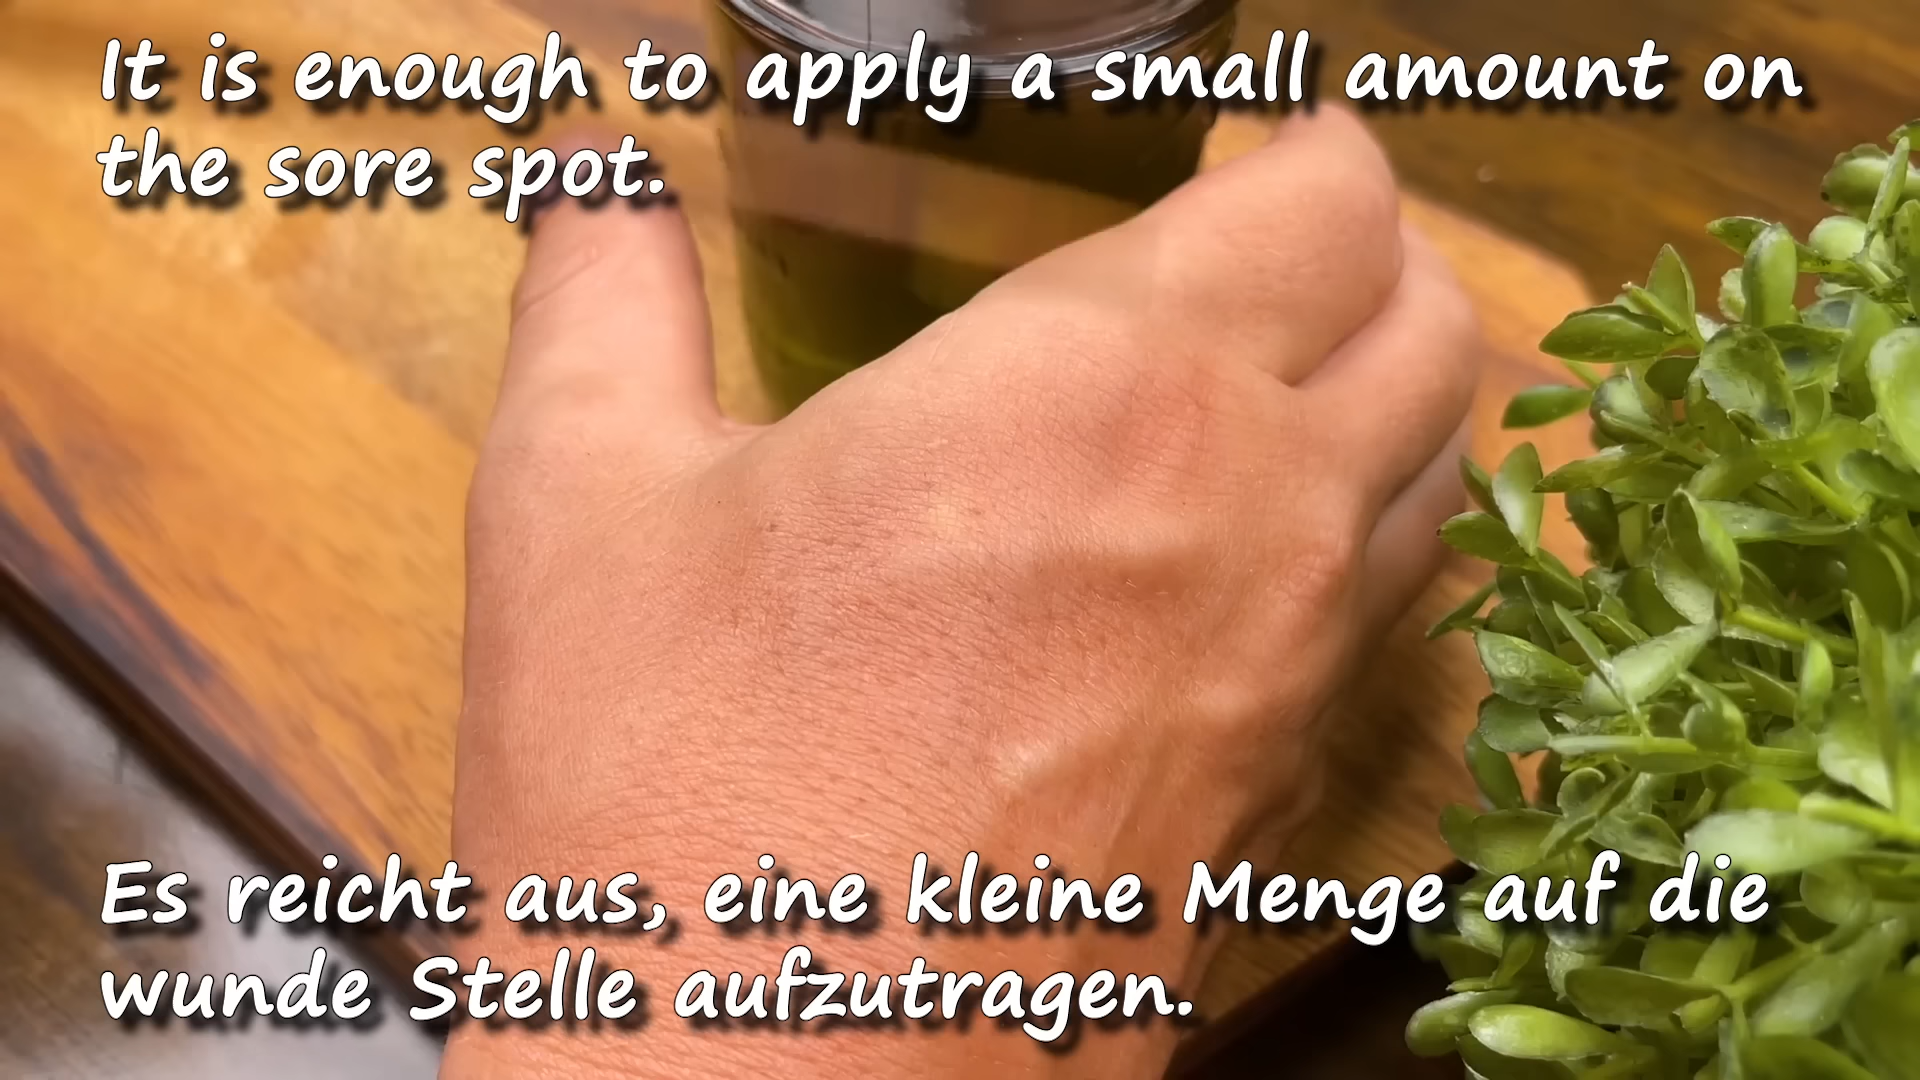 It is enough to apply a small amount on
the sore spot.
Es reicht aus, eine kleine Menge auf die
wunde Stelle aufzutragen.